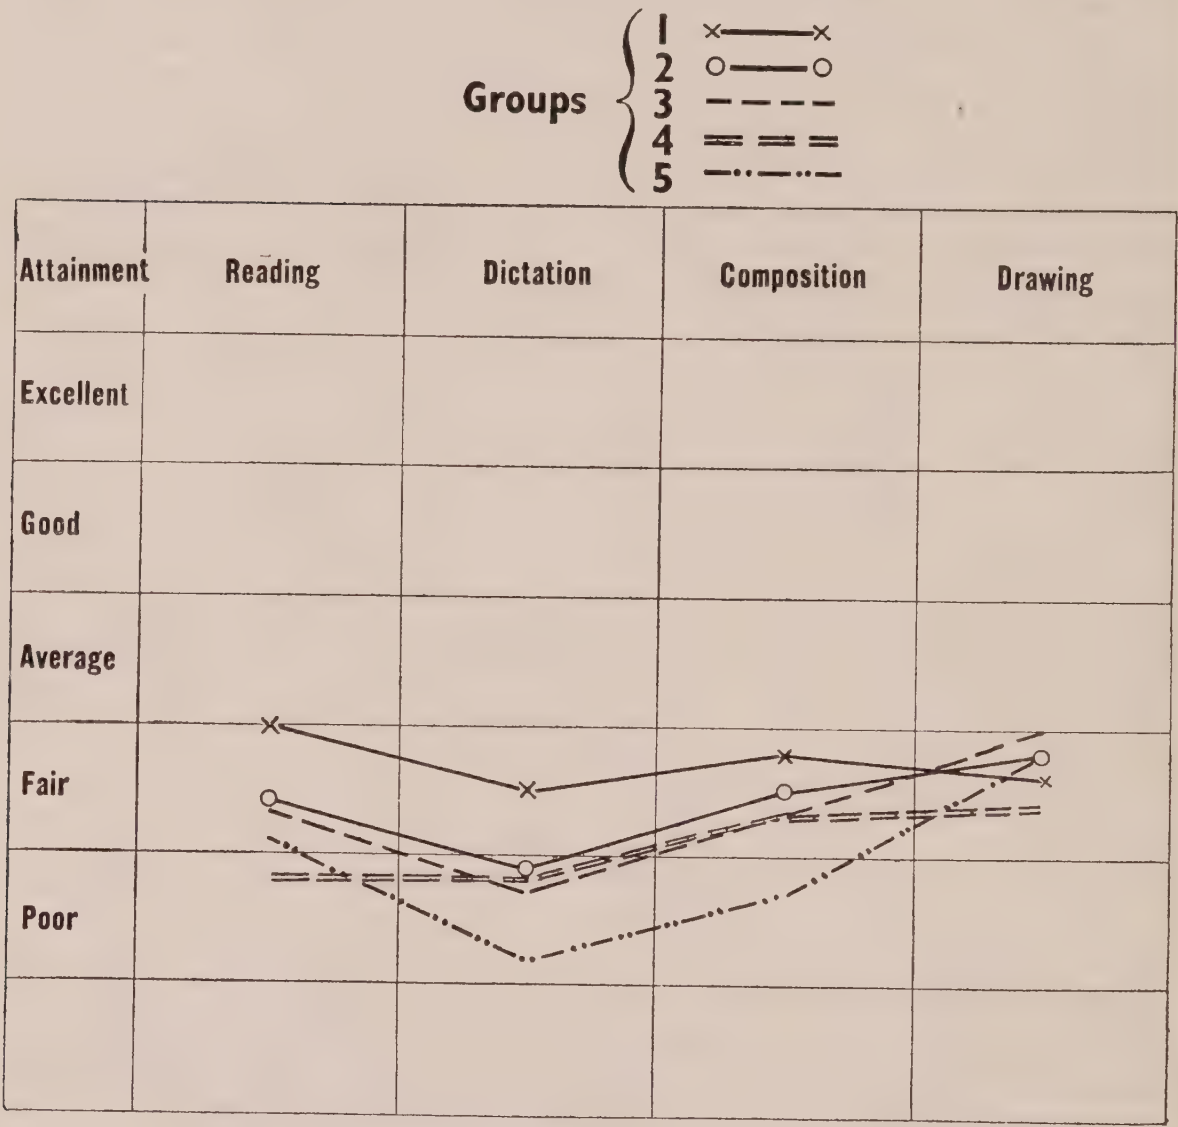 1
2
Groups 3
4
5
Attainment Reading Dictation Composition Drawing
Excellent
Good
Average
Fair
Poor